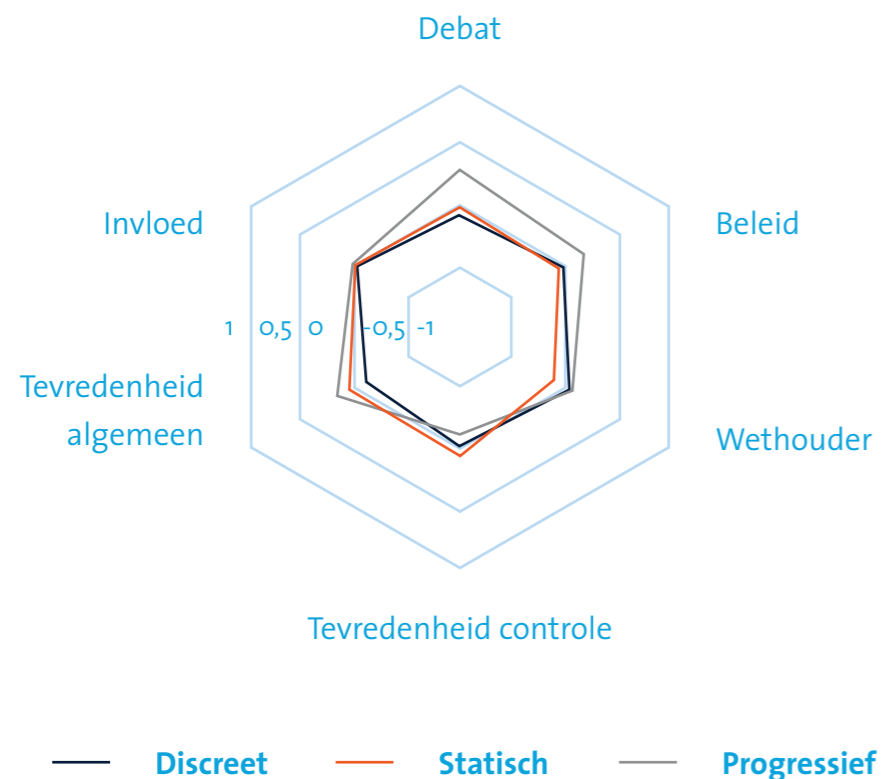 Debat
Invloed
Beleid
1 0,5 0 -0,5 -1
Tevredenheid
algemeen
Wethouder
Tevredenheid controle
Discreet Statisch Progressief